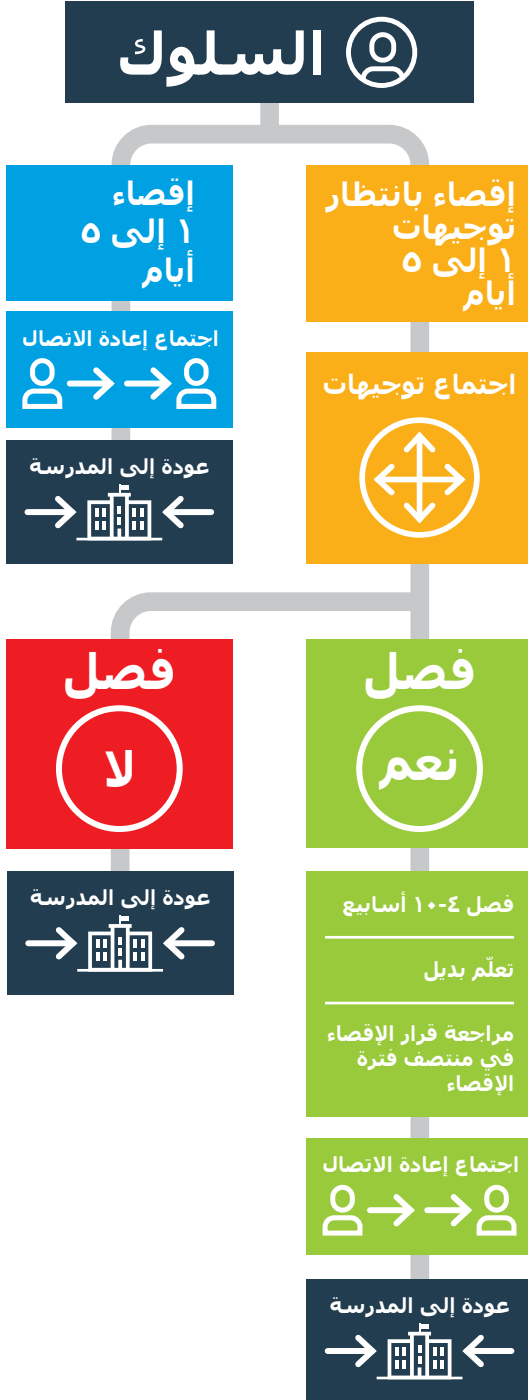 السلوك
إقصاء بانتظار
توجيهات
١ إلى ٥
أيام
اجتماع توجيهات
إقصاء
١ إلى ٥
أيام
اجتماع إعادة الاتصال
عودة إلى المدرسة
فصل
نعم
فصل ٤-١٠ أسابيع
تعلّم بديل
مراجعة قرار الإقصاء
في منتصف فترة
الإقصاء
اجتماع إعادة الاتصال
عودة إلى المدرسة
فصل
لا
عودة إلى المدرسة